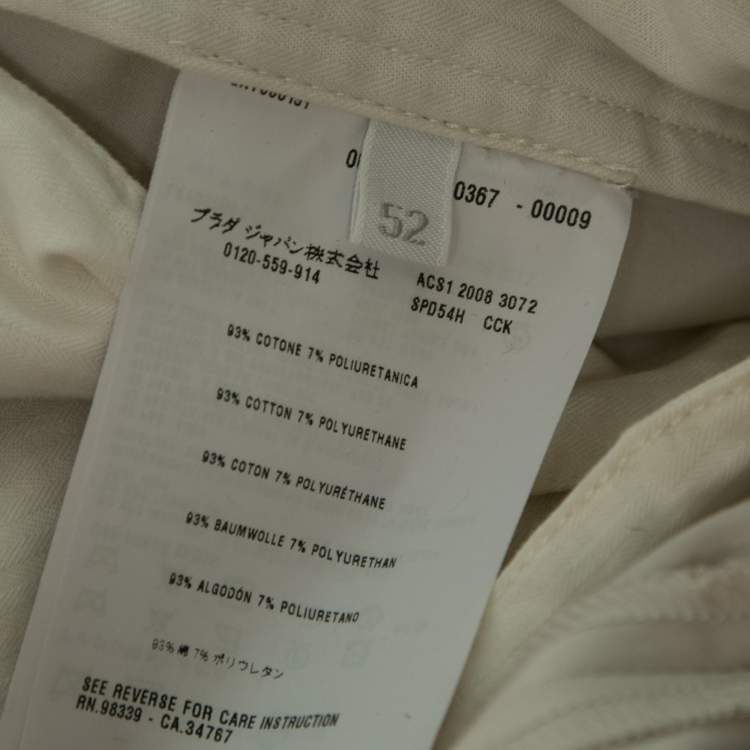 0367 - 00009
52
プラダ ジャパン株式会社
0120-559-914
ACS1 2008 3072
SPD54H CCK
93% COTONE 7% POLIURETANICA
93% COTTON 7% POLYURETHANE
93% COTON 7% POLYURÉTHANE
93% BAUMWOLLE 7% POLYURETHAN
93% ALGODÓN 7% POLIURETANO
93% 綿 7% ポリウレタン
SEE REVERSE FOR CARE INSTRUCTION
RN.98339 - CA.34767